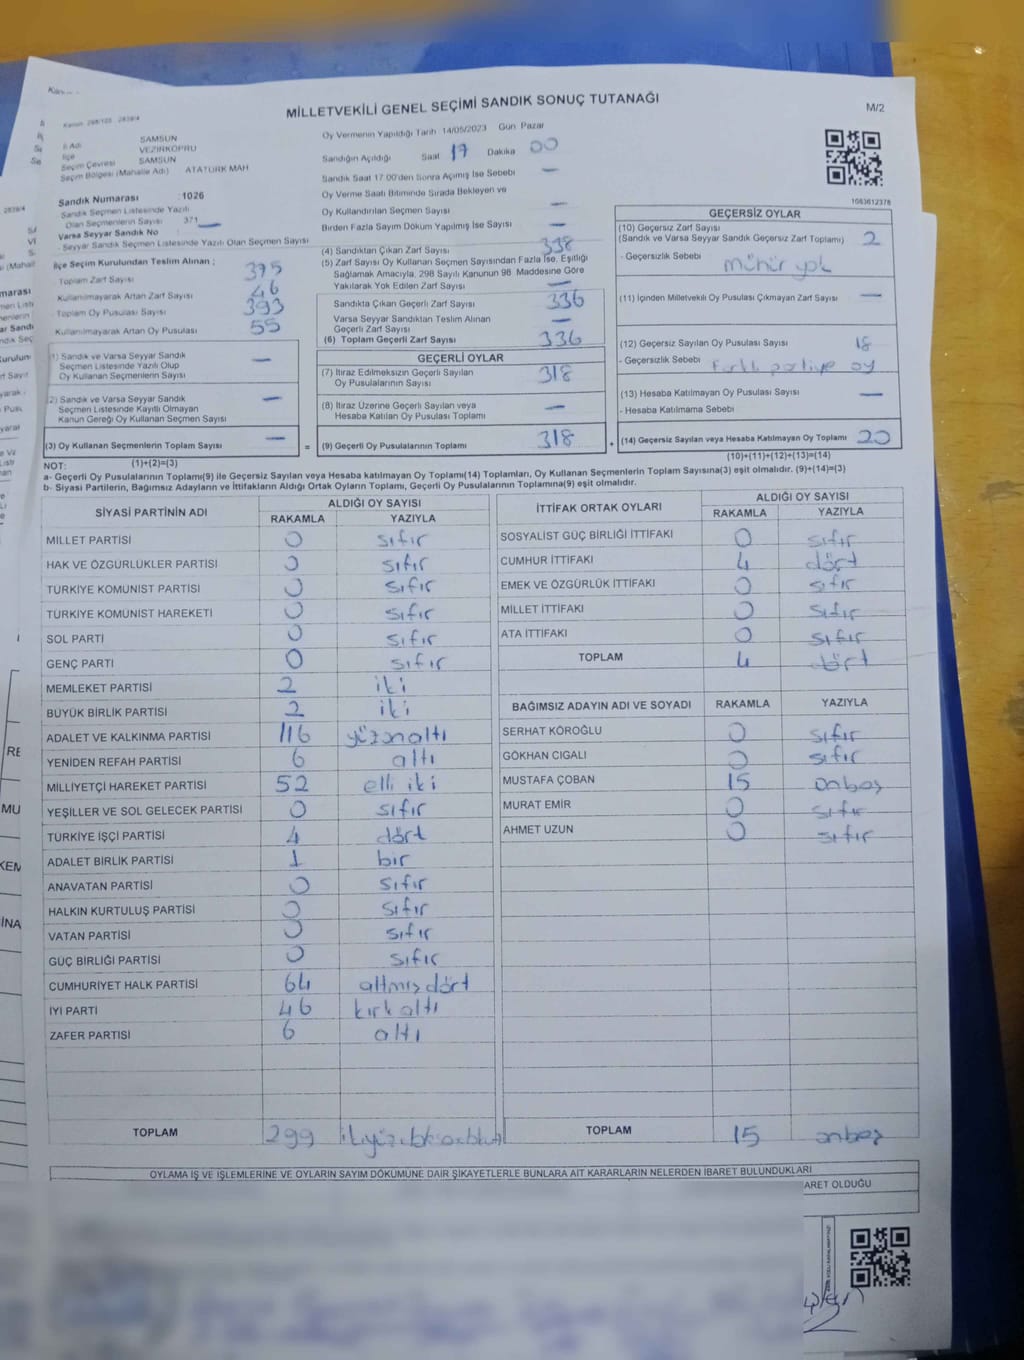 MİLLETVEKİLİ GENEL SEÇİMİ SANDIK SONUÇ TUTANAĞI
M/2
İl Adı SAMSUN
İlçe VEZİRKÖPRÜ
Seçim Çevresi SAMSUN
Seçim Bölgesi (Mahalle Adı) ATATÜRK MAH
Sandık Numarası :1026
Sandık Seçmen Listesinde Yazılı
Olan Seçmenlerin Sayısı 371
Varsa Seyyar Sandık No
- Seyyar Sandık Seçmen Listesinde Yazılı Olan Seçmen Sayısı
İlçe Seçim Kurulundan Teslim Alınan ;
Toplam Zarf Sayısı 395
Kullanılmayarak Artan Zarf Sayısı 46
Toplam Oy Pusulası Sayısı 393
Kullanılmayarak Artan Oy Pusulası 55
(1) Sandık ve Varsa Seyyar Sandık
Seçmen Listesinde Yazılı Olup
Oy Kullanan Seçmenlerin Sayısı —
(2) Sandık ve Varsa Seyyar Sandık
Seçmen Listesinde Kayıtlı Olmayan
Kanun Gereği Oy Kullanan Seçmen Sayısı —
(3) Oy Kullanan Seçmenlerin Toplam Sayısı —
(1)+(2)=(3)
Oy Vermenin Yapıldığı Tarih 14/05/2023 Gün Pazar
Sandığın Açıldığı Saat 17 Dakika 00
Sandık Saat 17.00'den Sonra Açımış İse Sebebi —
Oy Verme Saati Bitiminde Sırada Bekleyen ve
Oy Kullandırılan Seçmen Sayısı —
Birden Fazla Sayım Döküm Yapılmış İse Sayısı —
(4) Sandıktan Çıkan Zarf Sayısı 338
(5) Zarf Sayısı Oy Kullanan Seçmen Sayısından Fazla İse, Eşitliği
Sağlamak Amacıyla, 298 Sayılı Kanunun 98. Maddesine Göre
Yakılarak Yok Edilen Zarf Sayısı —
Sandıkta Çıkan Geçerli Zarf Sayısı 336
Varsa Seyyar Sandıktan Teslim Alınan
Geçerli Zarf Sayısı —
(6) Toplam Geçerli Zarf Sayısı 336
GEÇERLİ OYLAR
(7) İtiraz Edilmeksizin Geçerli Sayılan
Oy Pusulalarının Sayısı 318
(8) İtiraz Üzerine Geçerli Sayılan veya
Hesaba Katılan Oy Pusulası Toplamı —
= (9) Geçerli Oy Pusulalarının Toplamı 318
1063612378
GEÇERSİZ OYLAR
(10) Geçersiz Zarf Sayısı
(Sandık ve Varsa Seyyar Sandık Geçersiz Zarf Toplamı) 2
- Geçersizlik Sebebi mühür yok
(11) İçinden Milletvekili Oy Pusulası Çıkmayan Zarf Sayısı —
(12) Geçersiz Sayılan Oy Pusulası Sayısı 18
- Geçersizlik Sebebi partiye oy
(13) Hesaba Katılmayan Oy Pusulası Sayısı —
- Hesaba Katılmama Sebebi
+ (14) Geçersiz Sayılan veya Hesaba Katılmayan Oy Toplamı 20
(10)+(11)+(12)+(13)=(14)
NOT:
a- Geçerli Oy Pusulalarının Toplam(9) ile Geçersiz Sayılan veya Hesaba katılmayan Oy Toplamı(14) Toplamları, Oy Kullanan Seçmenlerin Toplam Sayısına(3) eşit olmalıdır. (9)+(14)=(3)
b- Siyasi Partilerin, Bağımsız Adayların ve İttifakların Aldığı Ortak Oyların Toplamı, Geçerli Oy Pusulalarının Toplamına(9) eşit olmalıdır.
SİYASİ PARTİNİN ADI ALDIĞI OY SAYISI
RAKAMLA YAZIYLA
MİLLET PARTİSİ 0 sıfır
HAK VE ÖZGÜRLÜKLER PARTİSİ 0 sıfır
TÜRKİYE KOMÜNİST PARTİSİ 0 sıfır
TÜRKİYE KOMÜNİST HAREKETİ 0 sıfır
SOL PARTİ 0 sıfır
GENÇ PARTİ 0 sıfır
MEMLEKET PARTİSİ 2 iki
BÜYÜK BİRLİK PARTİSİ 2 iki
ADALET VE KALKINMA PARTİSİ 116 yüzonaltı
YENİDEN REFAH PARTİSİ 6 altı
MİLLİYETÇİ HAREKET PARTİSİ 52 elli iki
YEŞİLLER VE SOL GELECEK PARTİSİ 0 sıfır
TÜRKİYE İŞÇİ PARTİSİ 4 dört
ADALET BİRLİK PARTİSİ 1 bir
ANAVATAN PARTİSİ 0 sıfır
HALKIN KURTULUŞ PARTİSİ 0 sıfır
VATAN PARTİSİ 0 sıfır
GÜÇ BİRLİĞİ PARTİSİ 0 sıfır
CUMHURİYET HALK PARTİSİ 64 altmış dört
İYİ PARTİ 46 kırk altı
ZAFER PARTİSİ 6 altı
TOPLAM 299
İTTİFAK ORTAK OYLARI ALDIĞI OY SAYISI
RAKAMLA YAZIYLA
SOSYALİST GÜÇ BİRLİĞİ İTTİFAKI 0 sıfır
CUMHUR İTTİFAKI 4 dört
EMEK VE ÖZGÜRLÜK İTTİFAKI 0 sıfır
MİLLET İTTİFAKI 0 sıfır
ATA İTTİFAKI 0 sıfır
TOPLAM 4 dört
BAĞIMSIZ ADAYIN ADI VE SOYADI RAKAMLA YAZIYLA
SERHAT KÖROĞLU 0 sıfır
GÖKHAN CIGALI 0 sıfır
MUSTAFA ÇOBAN 15 onbeş
MURAT EMİR 0 sıfır
AHMET UZUN 0 sıfır
TOPLAM 15 onbeş
OYLAMA İŞ VE İŞLEMLERİNE VE OYLARIN SAYIM DÖKÜMÜNE DAİR ŞİKAYETLERLE BUNLARA AİT KARARLARIN NELERDEN İBARET BULUNDUKLARI
ARET OLDUĞU